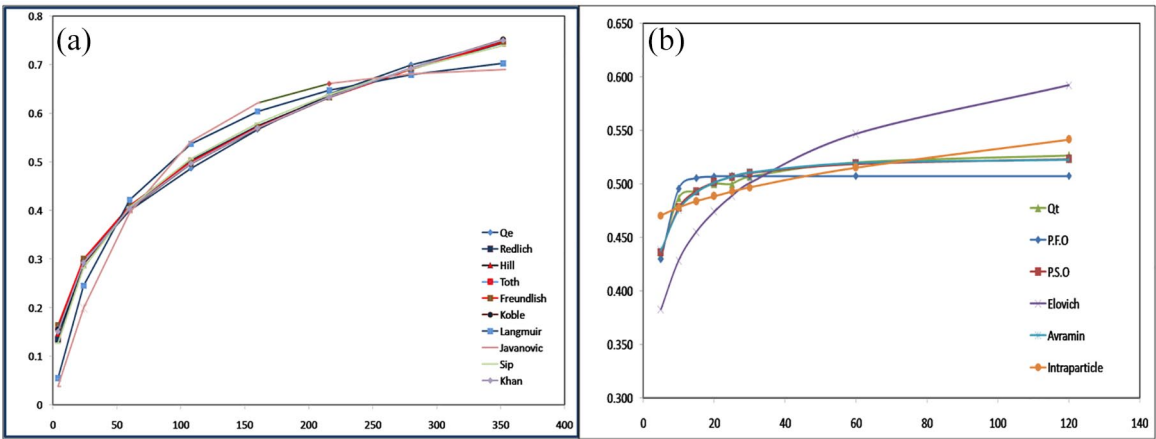 (a)
0.8
0.7
0.6
0.5
0.4
0.3
0.2
0.1
0
0 50 100 150 200 250 300 350 400
Qe
Redlich
Hill
Toth
Freundlish
Koble
Langmuir
Javanovic
Sip
Khan
(b)
0.650
0.600
0.550
0.500
0.450
0.400
0.350
0.300
0 20 40 60 80 100 120 140
Qt
P.F.O
P.S.O
Elovich
Avramin
Intraparticle